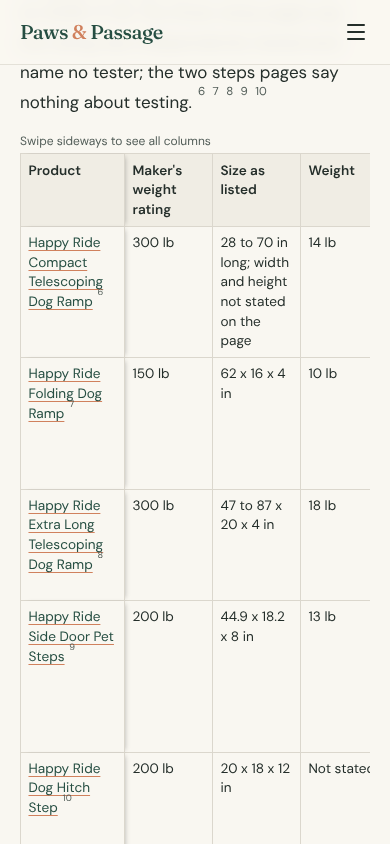 Paws & Passage
name no tester; the two steps pages say
nothing about testing. 6 7 8 9 10
Swipe sideways to see all columns
Product
Maker's
weight
rating
Size as
listed
Weight
Happy Ride
Compact
Telescoping
Dog Ramp 6
300 lb
28 to 70 in
long; width
and height
not stated
on the
page
14 lb
Happy Ride
Folding Dog
Ramp 7
150 lb
62 x 16 x 4
in
10 lb
Happy Ride
Extra Long
Telescoping
Dog Ramp 8
300 lb
47 to 87 x
20 x 4 in
18 lb
Happy Ride
Side Door Pet
Steps 9
200 lb
44.9 x 18.2
x 8 in
13 lb
Happy Ride
Dog Hitch
Step 10
200 lb
20 x 18 x 12
in
Not stated